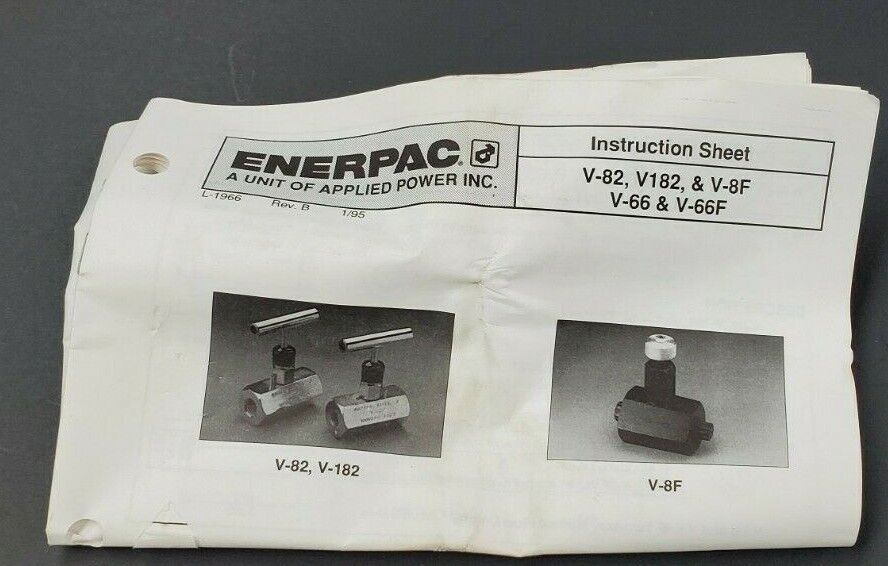 ENERPAC®
A UNIT OF APPLIED POWER INC.
L-1966 Rev. B 1/95
Instruction Sheet
V-82, V182, & V-8F
V-66 & V-66F
V-82, V-182
V-8F